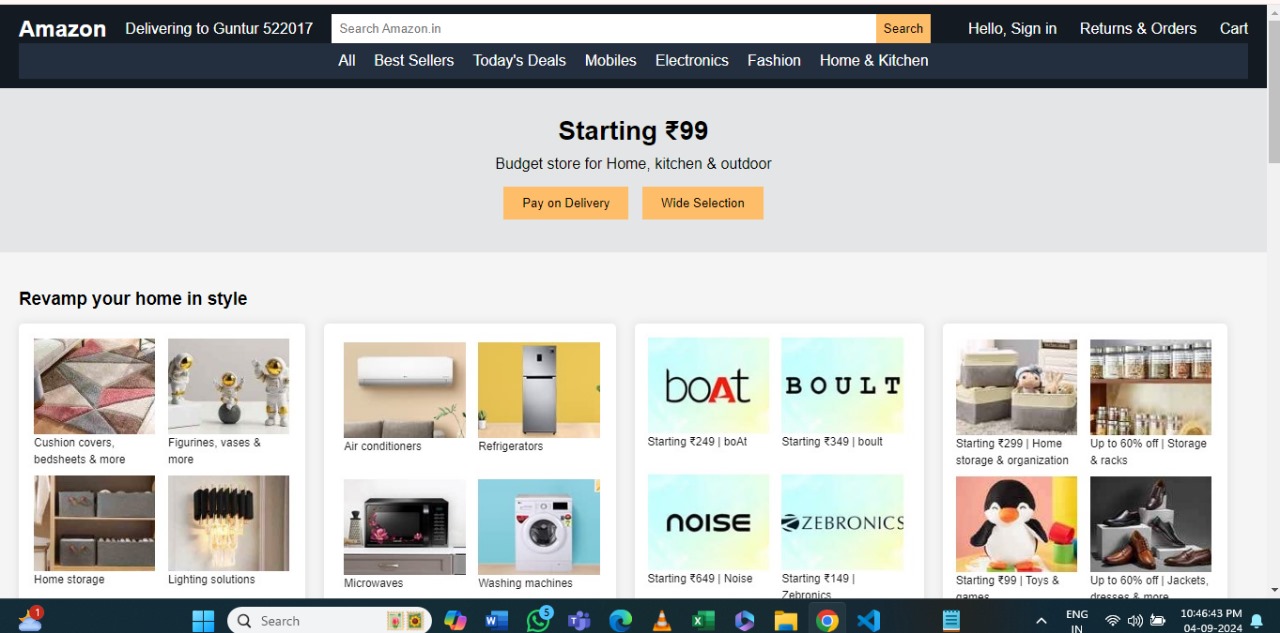 Amazon
Delivering to Guntur 522017
Search Amazon.in
Search
Hello, Sign in
Returns & Orders
Cart
All
Best Sellers
Today's Deals
Mobiles
Electronics
Fashion
Home & Kitchen
Starting ₹99
Budget store for Home, kitchen & outdoor
Pay on Delivery
Wide Selection
Revamp your home in style
Cushion covers,
bedsheets & more
Figurines, vases &
more
Home storage
Lighting solutions
Air conditioners
Refrigerators
Microwaves
Washing machines
boAt
Starting ₹249 | boAt
BOULT
Starting ₹349 | boult
noise
Starting ₹649 | Noise
ZEBRONICS
Starting ₹149 |
Zebronics
Starting ₹299 | Home
storage & organization
Up to 60% off | Storage
& racks
Starting ₹99 | Toys &
games
Up to 60% off | Jackets,
dresses & more
1
Search
5
ENG
IN
10:46:43 PM
04-09-2024